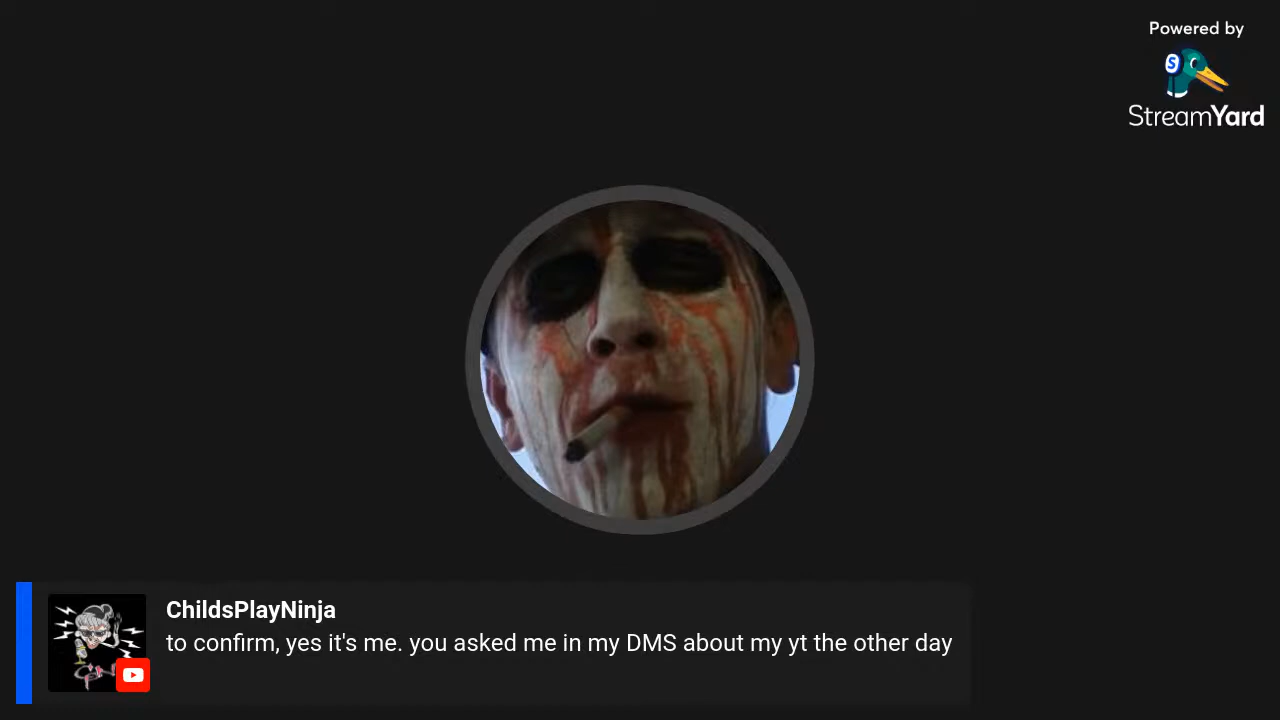 Powered by
S
StreamYard
ChildsPlayNinja
to confirm, yes it's me. you asked me in my DMS about my yt the other day